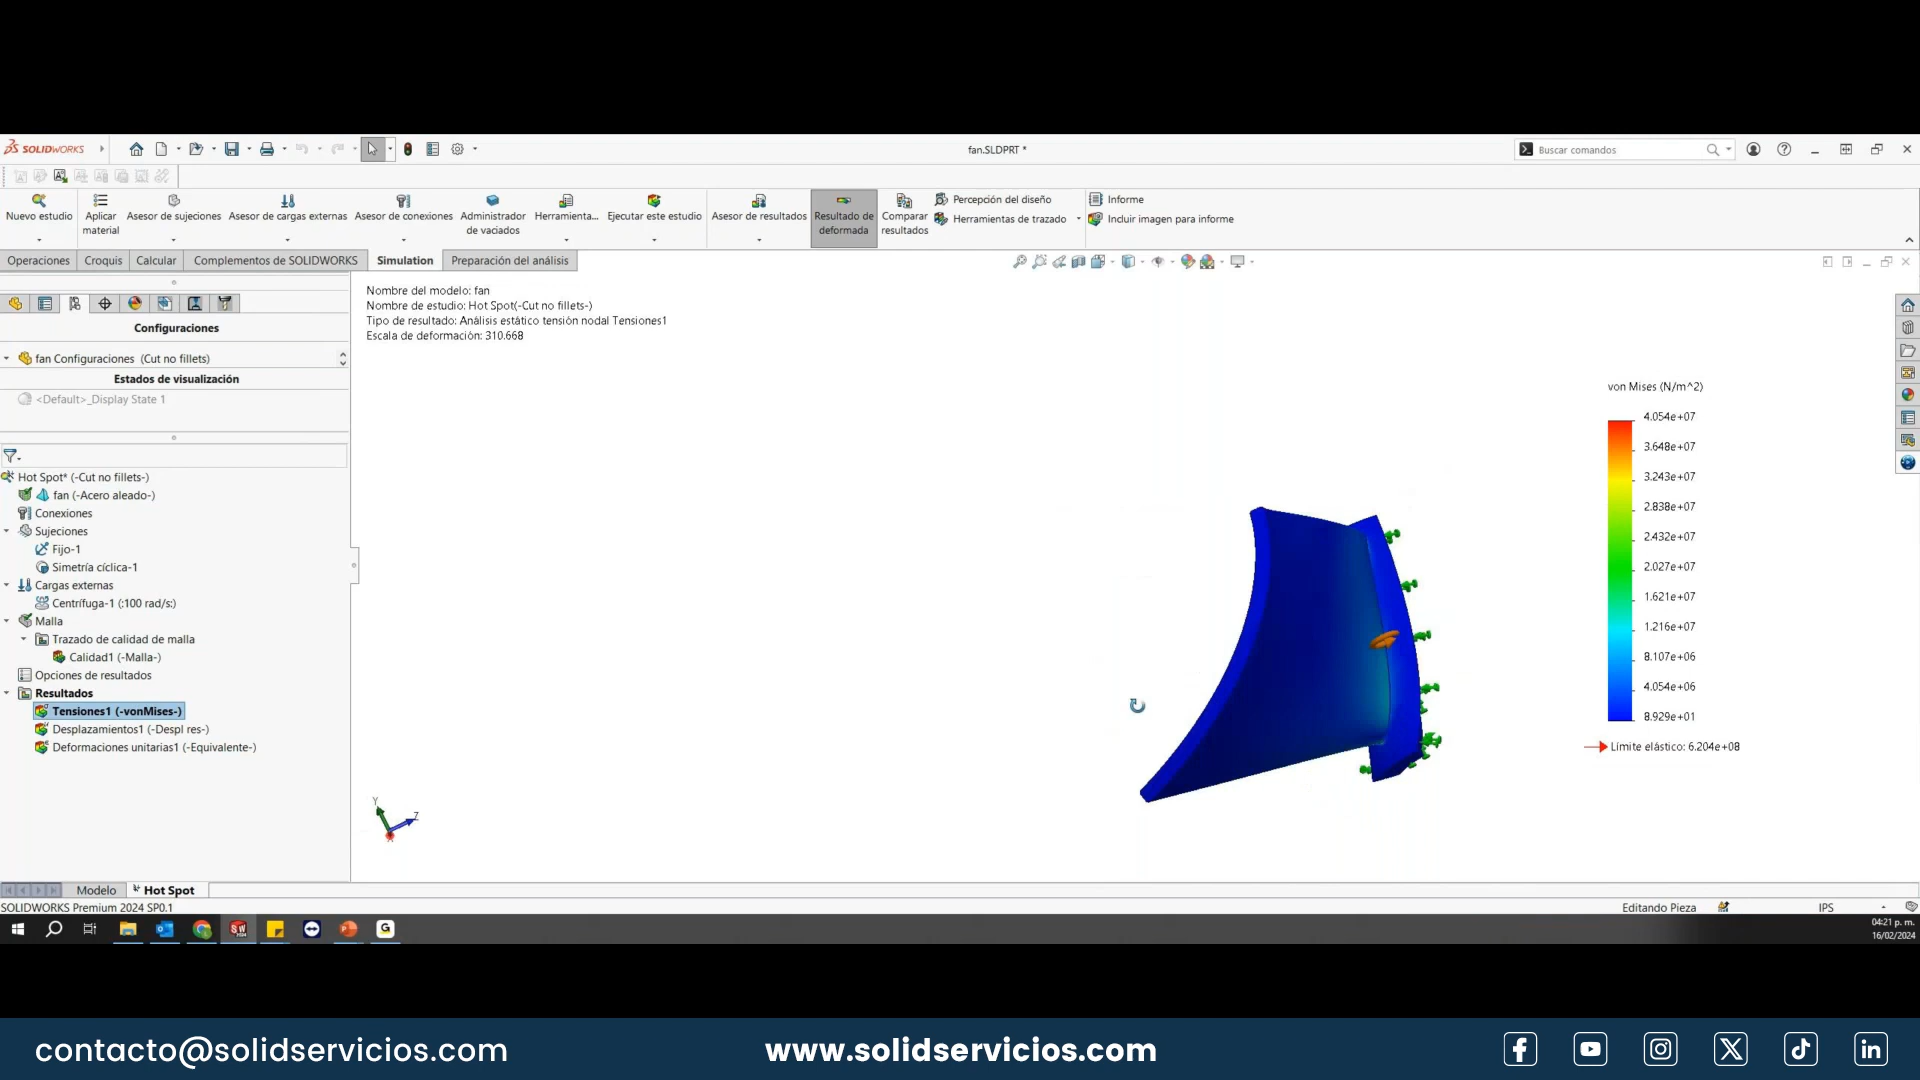 SOLIDWORKS
fan.SLDPRT *
Buscar comandos
Nuevo estudio
Aplicar material
Asesor de sujeciones
Asesor de cargas externas
Asesor de conexiones
Administrador de vaciados
Herramienta...
Ejecutar este estudio
Asesor de resultados
Resultado de deformada
Comparar resultados
Percepción del diseño
Herramientas de trazado
Informe
Incluir imagen para informe
Operaciones
Croquis
Calcular
Complementos de SOLIDWORKS
Simulation
Preparación del análisis
Configuraciones
fan Configuraciones (Cut no fillets)
Estados de visualización
<Default>_Display State 1
Hot Spot* (-Cut no fillets-)
fan (-Acero aleado-)
Conexiones
Sujeciones
Fijo-1
Simetría cíclica-1
Cargas externas
Centrífuga-1 (:100 rad/s:)
Malla
Trazado de calidad de malla
Calidad1 (-Malla-)
Opciones de resultados
Resultados
Tensiones1 (-vonMises-)
Desplazamientos1 (-Despl res-)
Deformaciones unitarias1 (-Equivalente-)
Nombre del modelo: fan
Nombre de estudio: Hot Spot(-Cut no fillets-)
Tipo de resultado: Análisis estático tensión nodal Tensiones1
Escala de deformación: 310.668
von Mises (N/m^2)
4.054e+07
3.648e+07
3.243e+07
2.838e+07
2.432e+07
2.027e+07
1.621e+07
1.216e+07
8.107e+06
4.054e+06
8.929e+01
Límite elástico: 6.204e+08
Y
Z
Modelo
Hot Spot
SOLIDWORKS Premium 2024 SP0.1
Editando Pieza
IPS
04:21 p. m.
16/02/2024
contacto@solidservicios.com
www.solidservicios.com